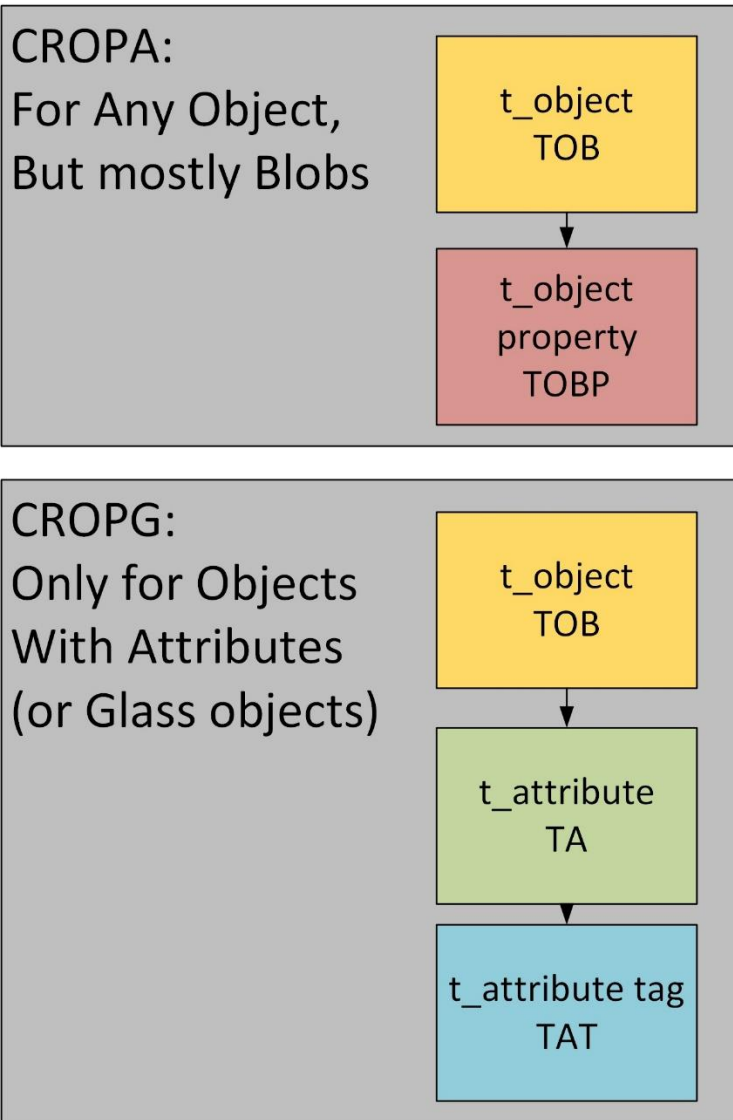 CROPA:
For Any Object,
But mostly Blobs
t_object
TOB
t_object
property
TOBP
CROPG:
Only for Objects
With Attributes
(or Glass objects)
t_object
TOB
t_attribute
TA
t_attribute tag
TAT